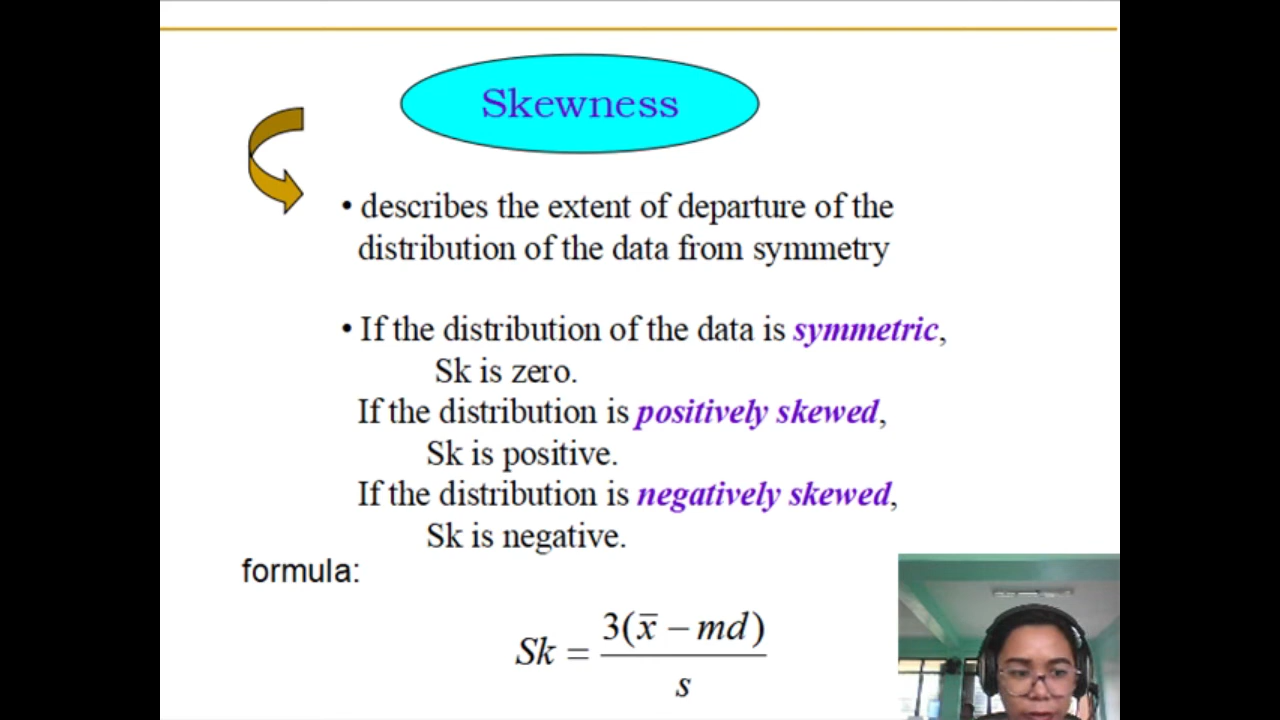 Skewness
• describes the extent of departure of the
distribution of the data from symmetry
• If the distribution of the data is symmetric,
Sk is zero.
If the distribution is positively skewed,
Sk is positive.
If the distribution is negatively skewed,
Sk is negative.
formula:
Sk = 3(x̅ − md) / s